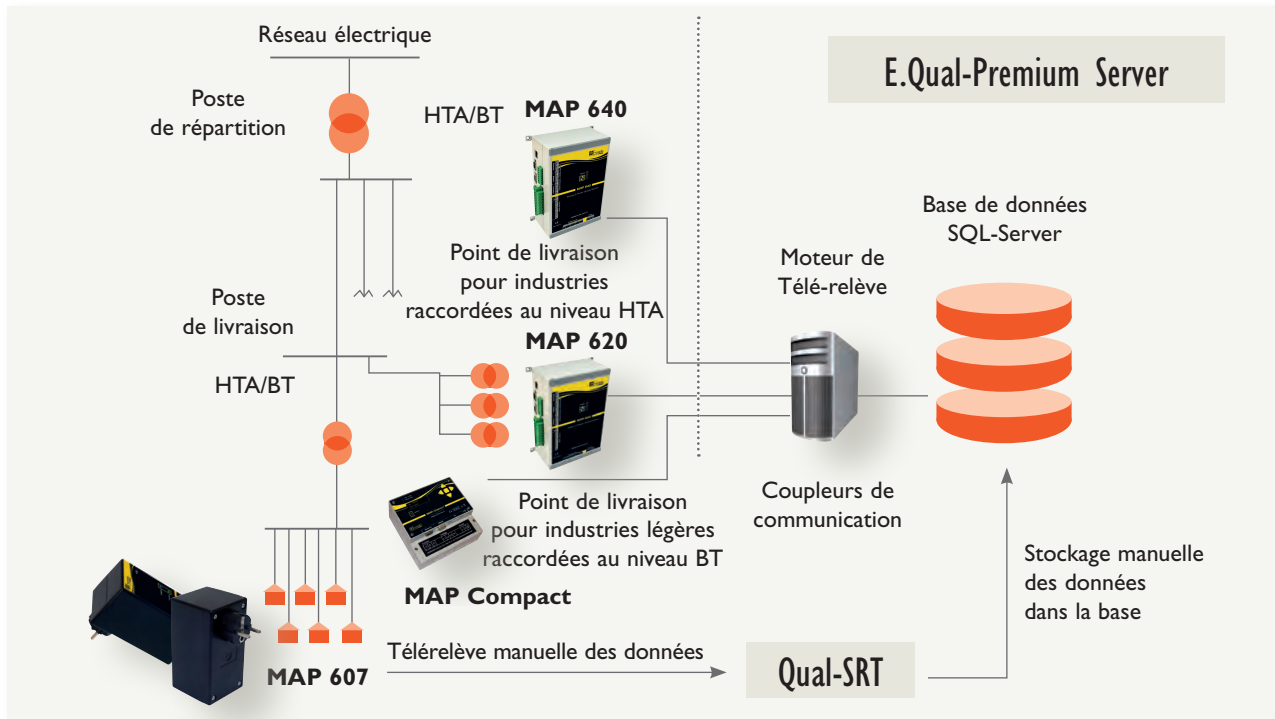 Réseau électrique
E.Qual-Premium Server
Poste
de répartition
HTA/BT
MAP 640
Base de données
SQL-Server
Point de livraison
pour industries
raccordées au niveau HTA
Moteur de
Télé-relève
Poste
de livraison
MAP 620
HTA/BT
Point de livraison
pour industries légères
raccordées au niveau BT
Coupleurs de
communication
MAP Compact
Stockage manuelle
des données
dans la base
MAP 607
Télérelève manuelle des données
Qual-SRT